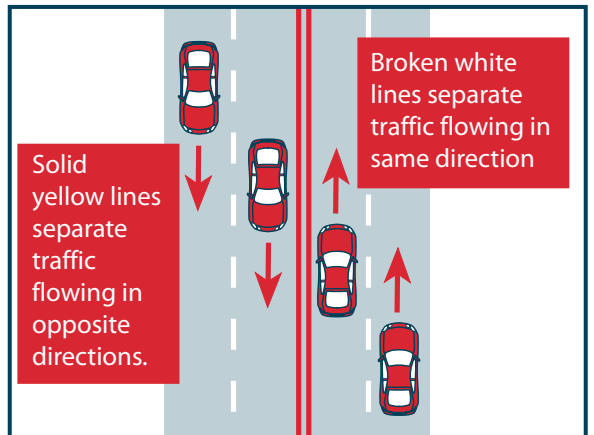 Solid
yellow lines
separate
traffic
flowing in
opposite
directions.
Broken white
lines separate
traffic flowing in
same direction